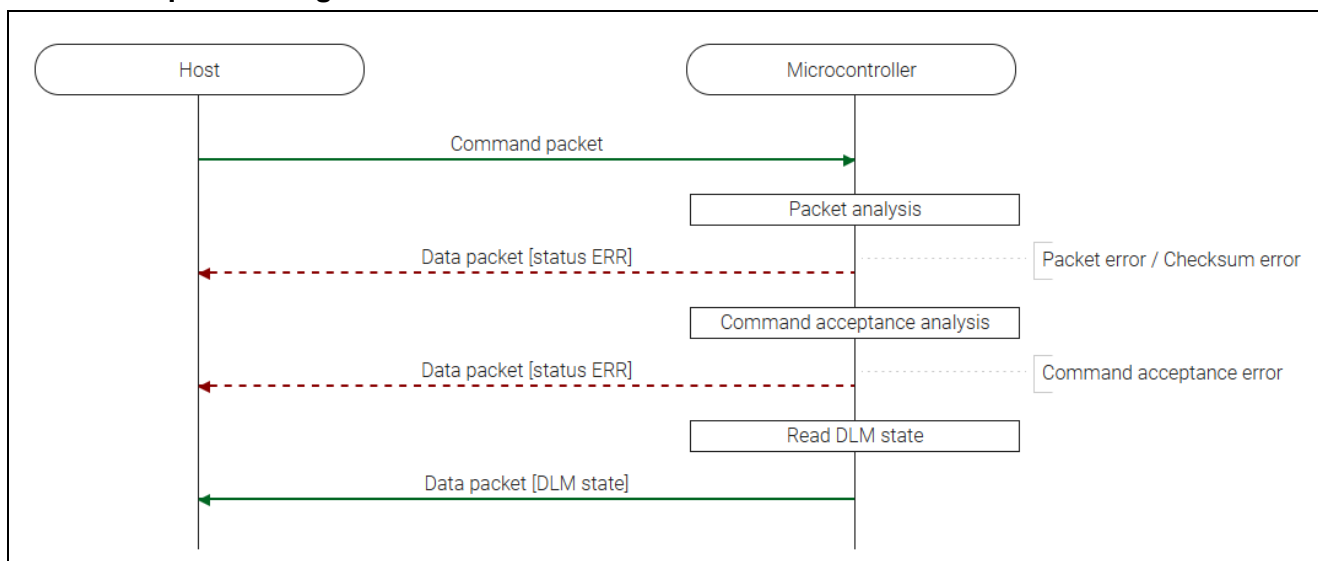 Host
Microcontroller
Command packet
Packet analysis
Data packet [status ERR]
Packet error / Checksum error
Command acceptance analysis
Data packet [status ERR]
Command acceptance error
Read DLM state
Data packet [DLM state]